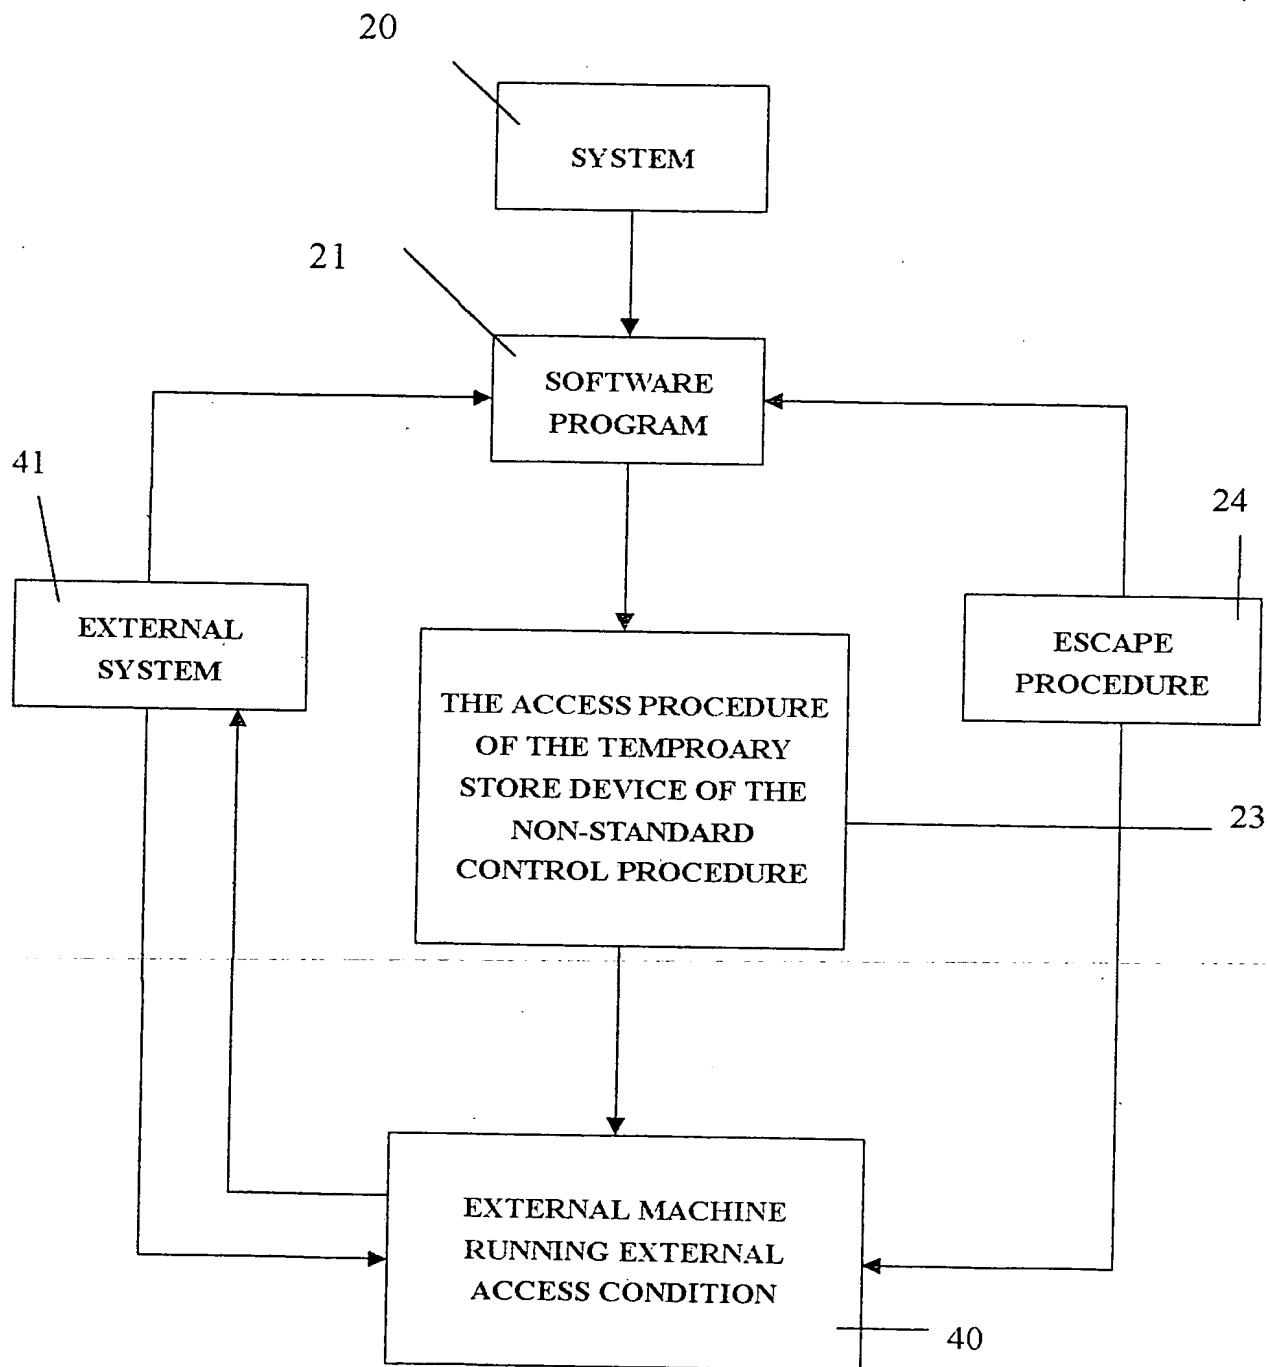 20
SYSTEM
21
SOFTWARE
PROGRAM
41
EXTERNAL
SYSTEM
24
ESCAPE
PROCEDURE
THE ACCESS PROCEDURE
OF THE TEMPROARY
STORE DEVICE OF THE
NON-STANDARD
CONTROL PROCEDURE
23
EXTERNAL MACHINE
RUNNING EXTERNAL
ACCESS CONDITION
40